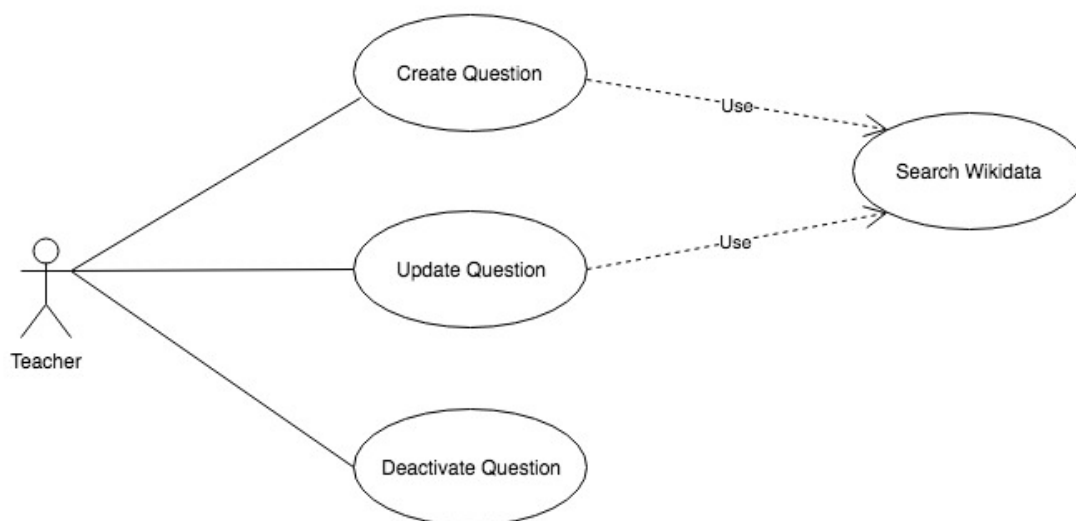 Create Question
Use
Search Wikidata
Use
Update Question
Teacher
Deactivate Question